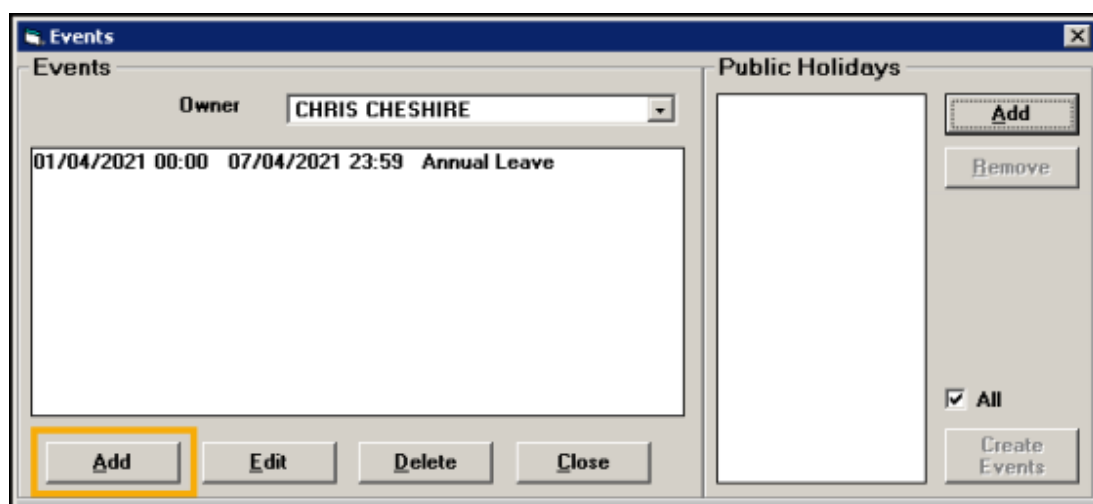 Events
Events
Owner CHRIS CHESHIRE
01/04/2021 00:00 07/04/2021 23:59 Annual Leave
Add Edit Delete Close
Public Holidays
Add
Remove
All
Create
Events